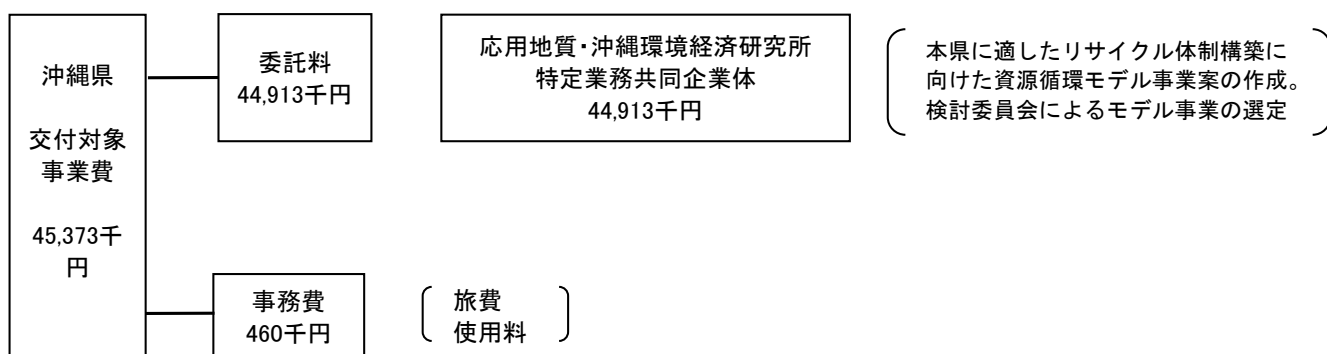 沖縄県
交付対象
事業費
45,373千
円
委託料
44,913千円
応用地質・沖縄環境経済研究所
特定業務共同企業体
44,913千円
本県に適したリサイクル体制構築に
向けた資源循環モデル事業案の作成。
検討委員会によるモデル事業の選定
事務費
460千円
旅費
使用料